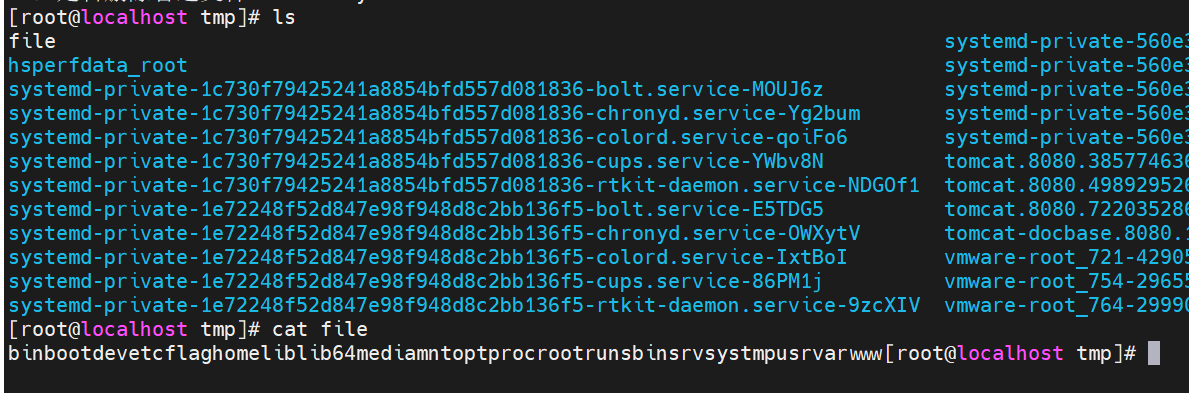 [root@localhost tmp]# ls
file systemd-private-560e3
hsperfdata_root systemd-private-560e3
systemd-private-1c730f79425241a8854bfd557d081836-bolt.service-MOUJ6z systemd-private-560e3
systemd-private-1c730f79425241a8854bfd557d081836-chronyd.service-Yg2bum systemd-private-560e3
systemd-private-1c730f79425241a8854bfd557d081836-colord.service-qoiFo6 systemd-private-560e3
systemd-private-1c730f79425241a8854bfd557d081836-cups.service-YWbv8N tomcat.8080.385774636
systemd-private-1c730f79425241a8854bfd557d081836-rtkit-daemon.service-NDGOf1 tomcat.8080.498929526
systemd-private-1e72248f52d847e98f948d8c2bb136f5-bolt.service-E5TDG5 tomcat.8080.722035286
systemd-private-1e72248f52d847e98f948d8c2bb136f5-chronyd.service-OWXytV tomcat-docbase.8080.1
systemd-private-1e72248f52d847e98f948d8c2bb136f5-colord.service-IxtBoI vmware-root_721-42905
systemd-private-1e72248f52d847e98f948d8c2bb136f5-cups.service-86PM1j vmware-root_754-29655
systemd-private-1e72248f52d847e98f948d8c2bb136f5-rtkit-daemon.service-9zcXIV vmware-root_764-29990
[root@localhost tmp]# cat file
binbootdevetcflaghomeliblib64mediamntoptprocrootrunsbinsrvsystmpusrvarwww[root@localhost tmp]#